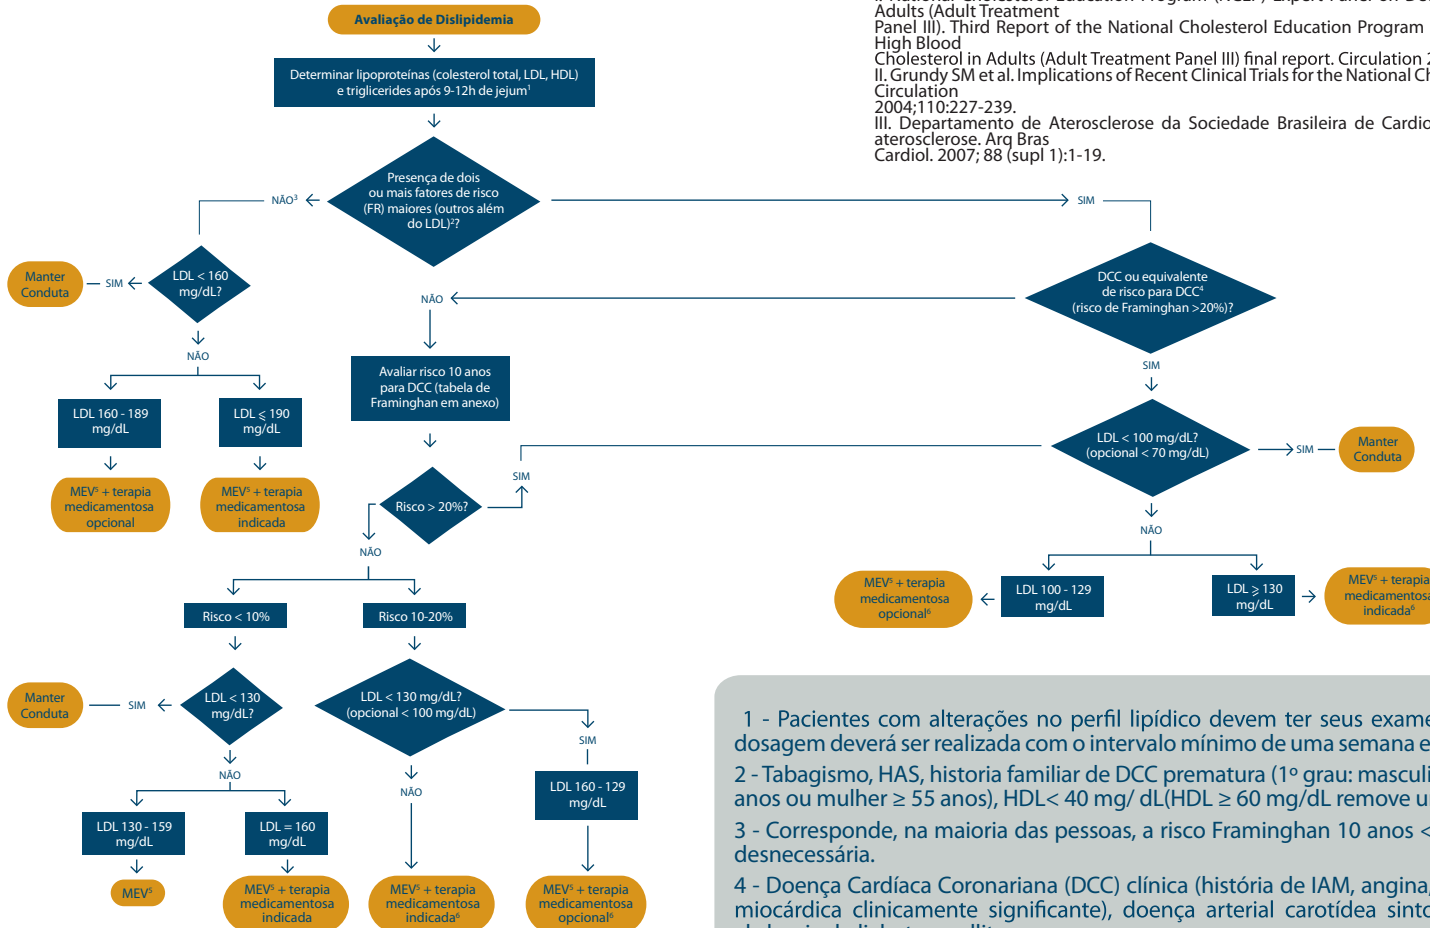 Adults (Adult Treatment
Panel III). Third Report of the National Cholesterol Education Program
High Blood
Cholesterol in Adults (Adult Treatment Panel III) final report. Circulation
II. Grundy SM et al. Implications of Recent Clinical Trials for the National
Circulation
2004;110:227-239.
III. Departamento de Aterosclerose da Sociedade Brasileira de
aterosclerose. Arq Bras
Cardiol. 2007; 88 (supl 1):1-19.
Avaliação de Dislipidemia
Determinar lipoproteínas (colesterol total, LDL, HDL)
e triglicerides após 9-12h de jejum¹
Presença de dois
ou mais fatores de risco
(FR) maiores (outros além
do LDL)²?
NÃO³
SIM
LDL < 160
mg/dL?
SIM
Manter
Conduta
NÃO
LDL 160 - 189
mg/dL
LDL ⩽ 190
mg/dL
MEV⁵ + terapia
medicamentosa
opcional
MEV⁵ + terapia
medicamentosa
indicada
DCC ou equivalente
de risco para DCC⁴
(risco de Framinghan >20%)?
NÃO
SIM
Avaliar risco 10 anos
para DCC (tabela de
Framinghan em anexo)
Risco > 20%?
SIM
NÃO
LDL < 100 mg/dL?
(opcional < 70 mg/dL)
SIM
Manter
Conduta
NÃO
LDL 100 - 129
mg/dL
LDL ⩾ 130
mg/dL
MEV⁵ + terapia
medicamentosa
opcional⁶
MEV⁵ + terapia
medicamentosa
indicada⁶
Risco < 10%
Risco 10-20%
LDL < 130
mg/dL?
SIM
Manter
Conduta
NÃO
LDL 130 - 159
mg/dL
LDL = 160
mg/dL
MEV⁵
MEV⁵ + terapia
medicamentosa
indicada
LDL < 130 mg/dL?
(opcional < 100 mg/dL)
NÃO
SIM
LDL 160 - 129
mg/dL
MEV⁵ + terapia
medicamentosa
indicada⁶
MEV⁵ + terapia
medicamentosa
opcional⁶
1 - Pacientes com alterações no perfil lipídico devem ter seus
dosagem deverá ser realizada com o intervalo mínimo de uma semana e
2 - Tabagismo, HAS, historia familiar de DCC prematura (1º grau:
anos ou mulher ≥ 55 anos), HDL< 40 mg/ dL(HDL ≥ 60 mg/dL remove
3 - Corresponde, na maioria das pessoas, a risco Framinghan 10 anos <
desnecessária.
4 - Doença Cardíaca Coronariana (DCC) clínica (história de IAM, angina,
miocárdica clinicamente significante), doença arterial carotídea